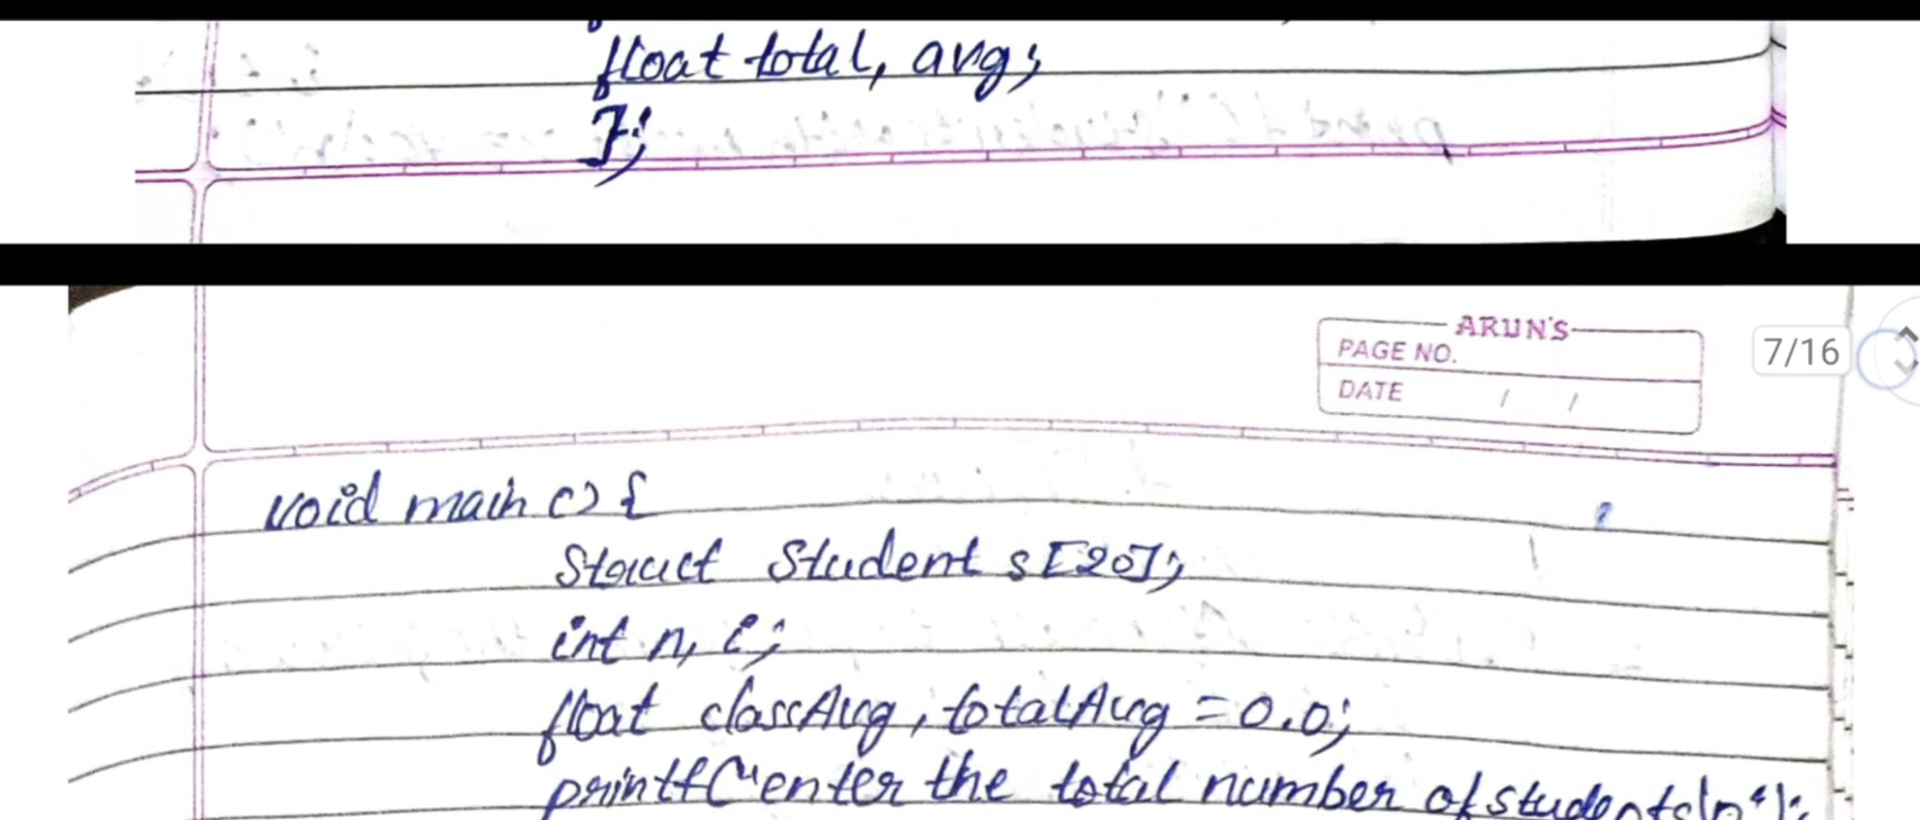 float total, avg;
};
ARUN'S
PAGE NO.
7/16
DATE / /
void main () {
Struct Student s[20];
int n, i;
float classAvg, totalAvg = 0.0;
printf("enter the total number of students\n");